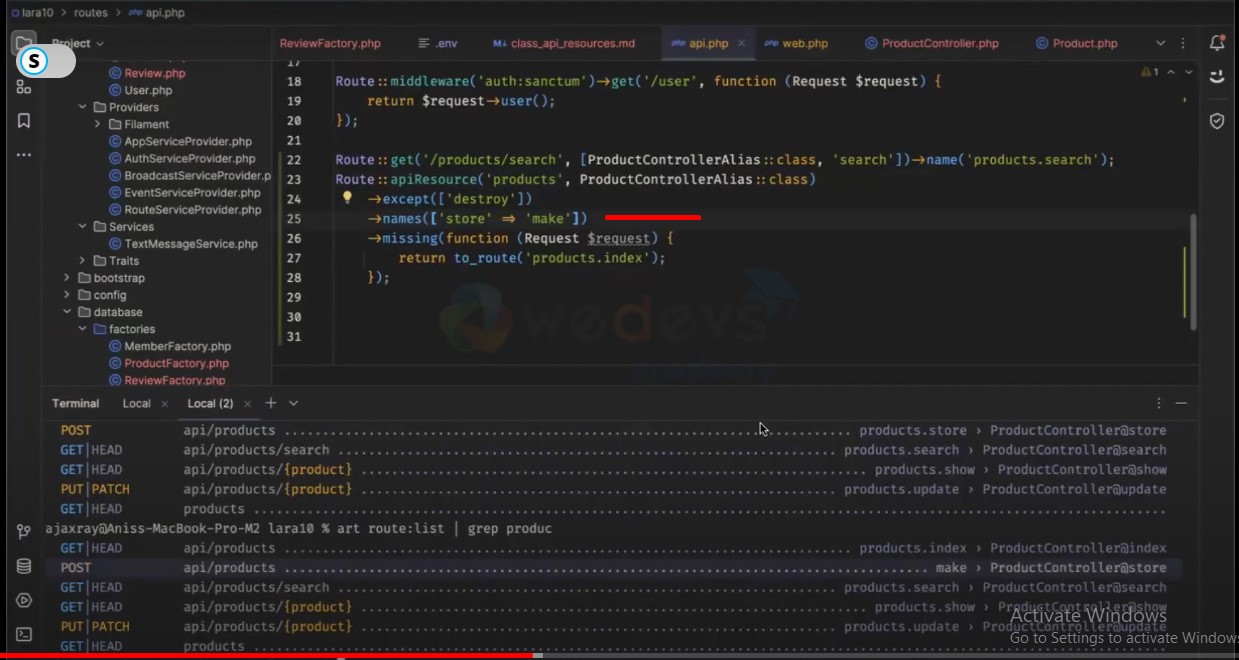 lara10 > routes > php api.php
S
Project
ReviewFactory.php
.env
M↓ class_api_resources.md
php api.php ×
php web.php
ProductController.php
Product.php
Review.php
User.php
Providers
Filament
AppServiceProvider.php
AuthServiceProvider.php
BroadcastServiceProvider.p
EventServiceProvider.php
RouteServiceProvider.php
Services
TextMessageService.php
Traits
bootstrap
config
database
factories
MemberFactory.php
ProductFactory.php
ReviewFactory.php
1
17
18 Route::middleware('auth:sanctum')→get('/user', function (Request $request) {
19 return $request→user();
20 });
21
22 Route::get('/products/search', [ProductControllerAlias::class, 'search'])→name('products.search');
23 Route::apiResource('products', ProductControllerAlias::class)
24 →except(['destroy'])
25 →names(['store' ⇒ 'make'])
26 →missing(function (Request $request) {
27 return to_route('products.index');
28 });
29
30
31
wedevs
academy
Terminal Local × Local (2) × +
POST api/products ........ products.store › ProductController@store
GET|HEAD api/products/search ........ products.search › ProductController@search
GET|HEAD api/products/{product} ........ products.show › ProductController@show
PUT|PATCH api/products/{product} ........ products.update › ProductController@update
GET|HEAD products ........
ajaxray@Aniss-MacBook-Pro-M2 lara10 % art route:list | grep produc
GET|HEAD api/products ........ products.index › ProductController@index
POST api/products ........ make › ProductController@store
GET|HEAD api/products/search ........ products.search › ProductController@search
GET|HEAD api/products/{product} ........ products.show › ProductController@show
PUT|PATCH api/products/{product} ........ products.update › ProductController@update
GET|HEAD products ........
Activate Windows
Go to Settings to activate Windows